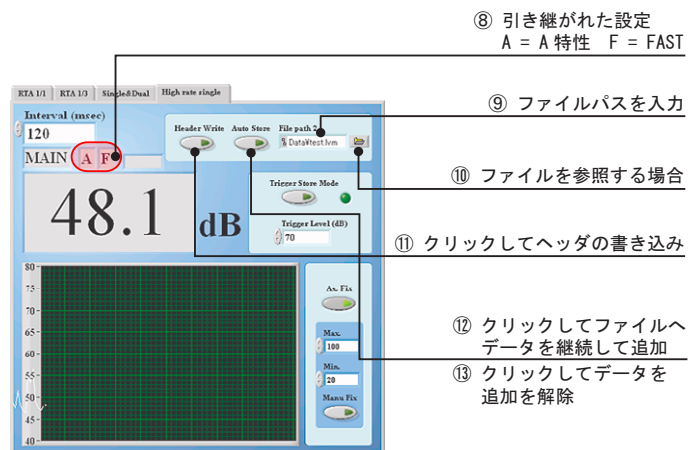 ⑧ 引き継がれた設定
A = A特性 F = FAST
RTA 1/1 RTA 1/3 Single&Dual High rate single
⑨ ファイルパスを入力
Interval (msec)
120
Header Write Auto Store File path 2
% Data¥test.lvm
MAIN A F
⑩ ファイルを参照する場合
Trigger Store Mode
48.1 dB
Trigger Level (dB)
70
⑪ クリックしてヘッダの書き込み
80
75
70
65
60
55
50
45
40
Ax. Fix
Max.
100
Min.
20
Manu Fix
⑫ クリックしてファイルへ
データを継続して追加
⑬ クリックしてデータを
追加を解除